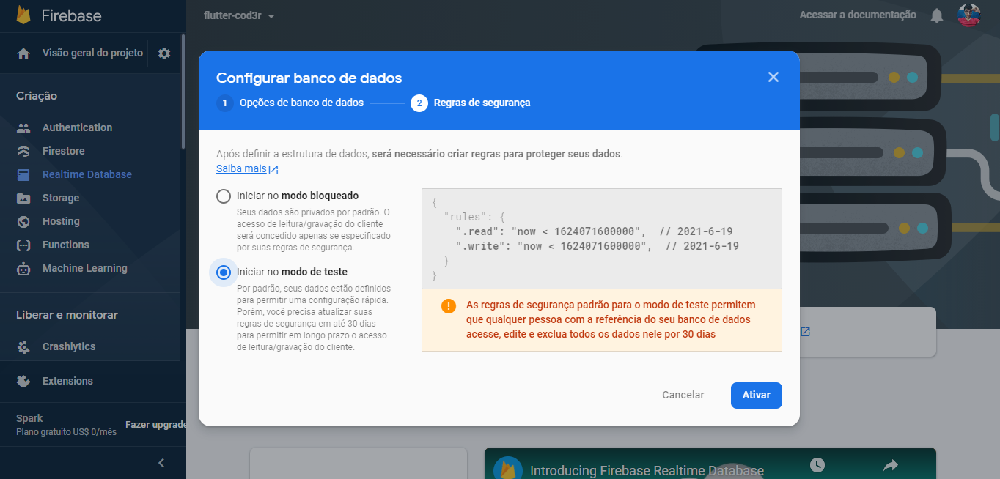 Firebase
flutter-cod3r
Acessar a documentação
Visão geral do projeto
Criação
Authentication
Firestore
Realtime Database
Storage
Hosting
Functions
Machine Learning
Liberar e monitorar
Crashlytics
Extensions
Spark
Plano gratuito US$ 0/mês
Fazer upgrade
Configurar banco de dados
1 Opções de banco de dados
2 Regras de segurança
Após definir a estrutura de dados, será necessário criar regras para proteger seus dados.
Saiba mais
Iniciar no modo bloqueado
Seus dados são privados por padrão. O
acesso de leitura/gravação do cliente
será concedido apenas se especificado
por suas regras de segurança.
Iniciar no modo de teste
Por padrão, seus dados estão definidos
para permitir uma configuração rápida.
Porém, você precisa atualizar suas
regras de segurança em até 30 dias
para permitir em longo prazo o acesso
de leitura/gravação do cliente.
{
"rules": {
".read": "now < 1624071600000", // 2021-6-19
".write": "now < 1624071600000", // 2021-6-19
}
}
As regras de segurança padrão para o modo de teste permitem
que qualquer pessoa com a referência do seu banco de dados
acesse, edite e exclua todos os dados nele por 30 dias
Cancelar
Ativar
Introducing Firebase Realtime Database